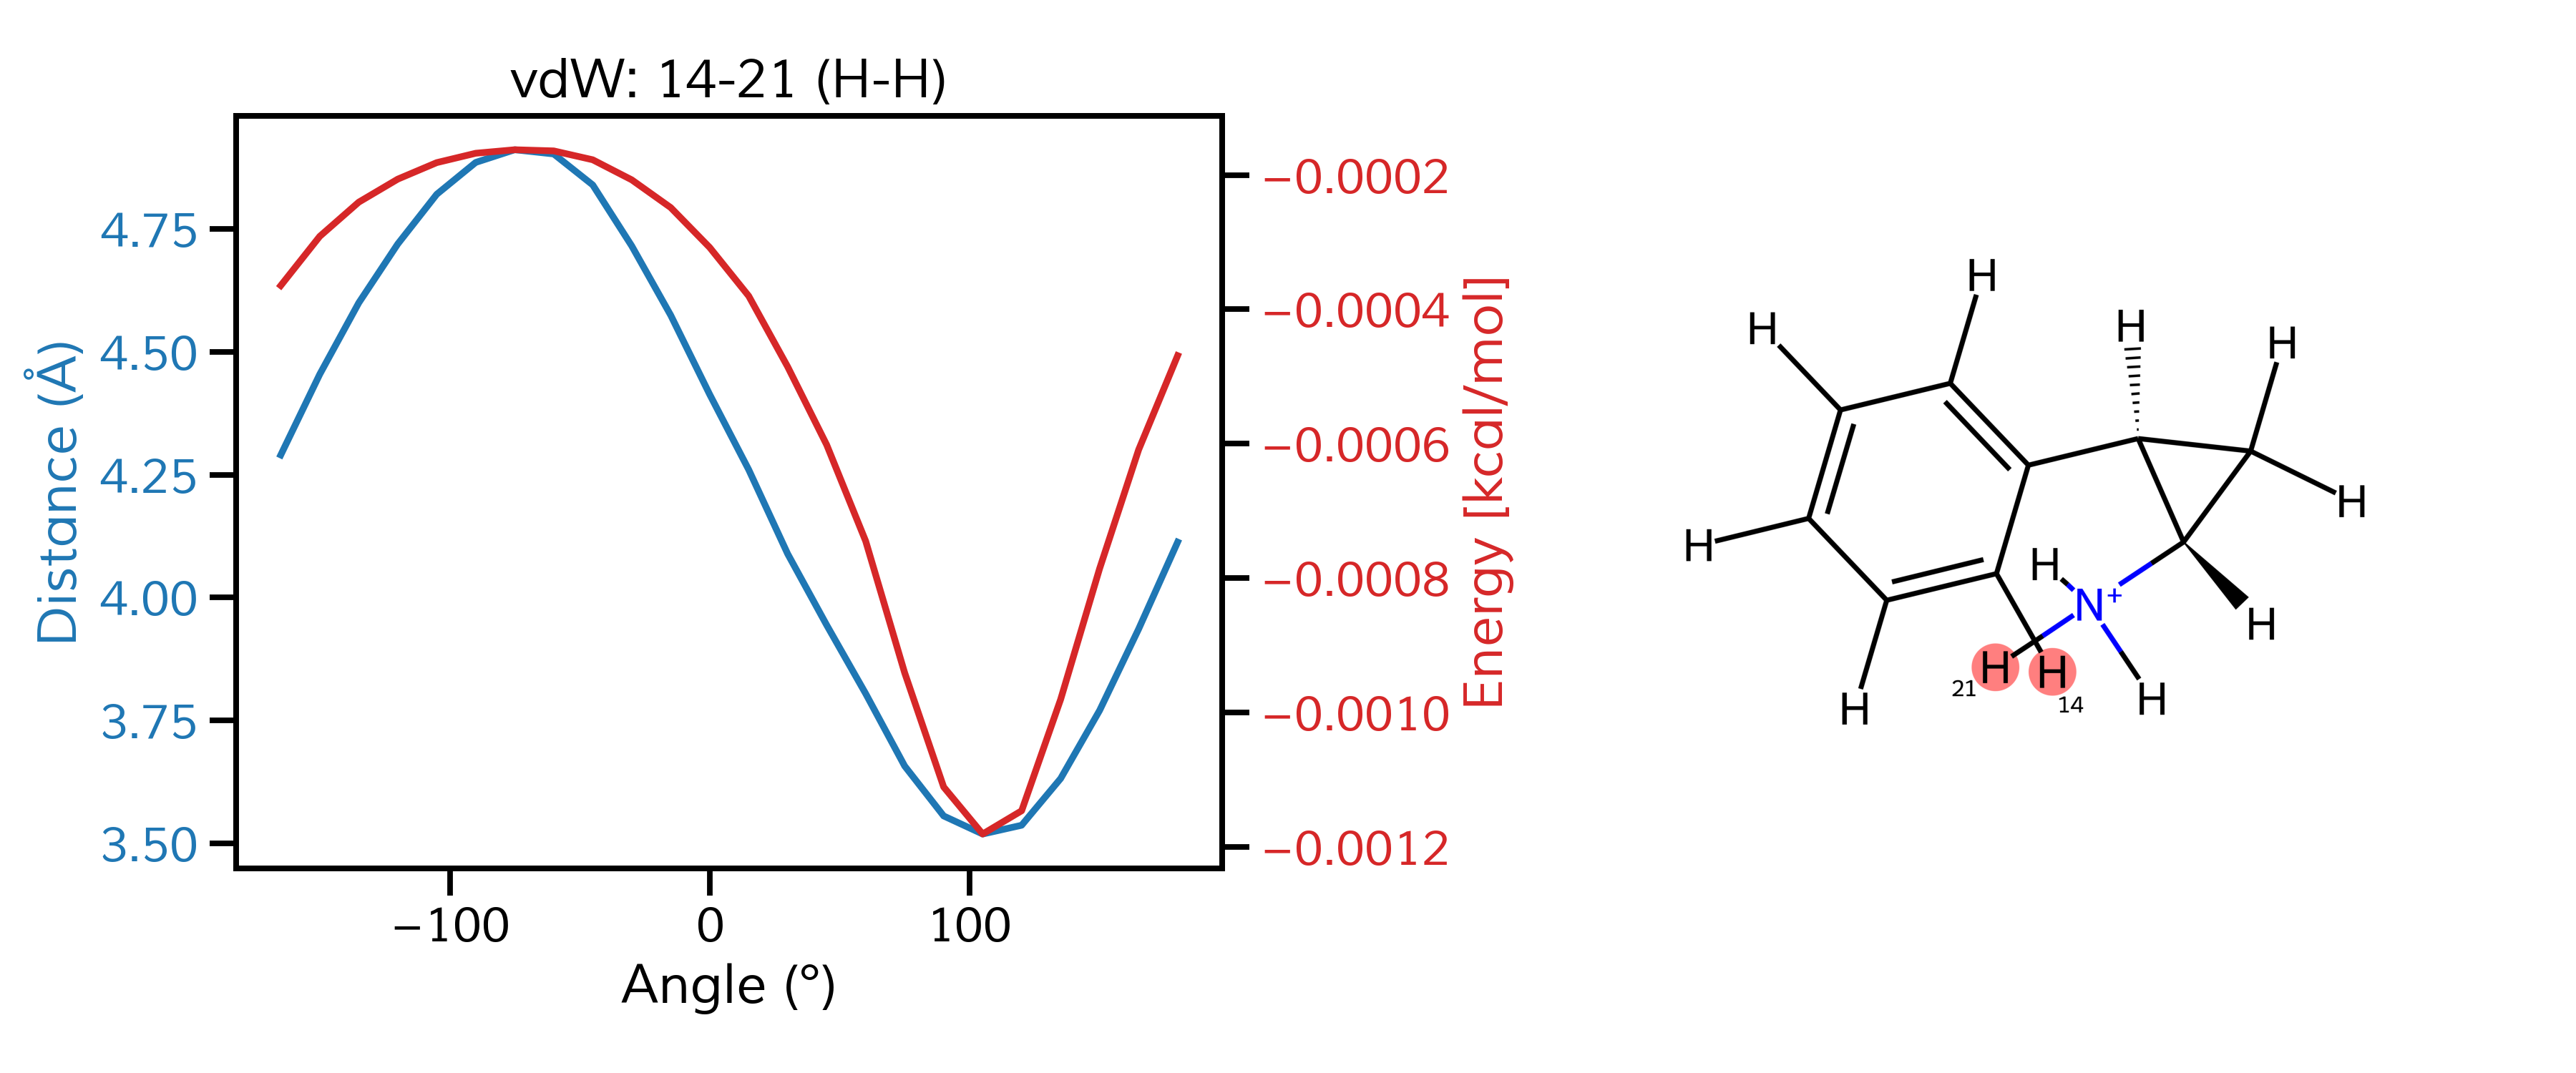 vdW: 14-21 (H-H)
Distance (Å)
4.75
4.50
4.25
4.00
3.75
3.50
−100
0
100
Angle (°)
−0.0002
−0.0004
−0.0006
−0.0008
−0.0010
−0.0012
Energy [kcal/mol]
H
H
H
H
H
H
H
H
N+
H
H
H
21
14
H
H